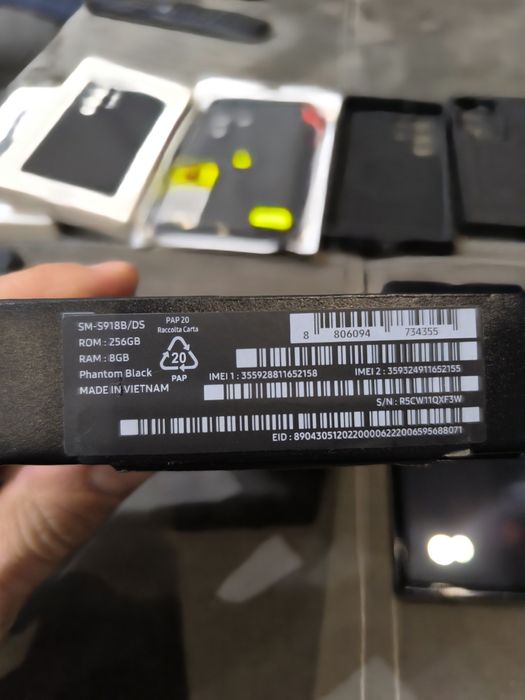 SM-S918B/DS
ROM : 256GB
RAM : 8GB
Phantom Black
MADE IN VIETNAM
PAP 20
Raccolta Carta
20
PAP
8 806094 734355
IMEI 1 : 355928811652158
IMEI 2 : 359324911652155
S/N : R5CW11QXF3W
EID : 89043051202200006222006595688071